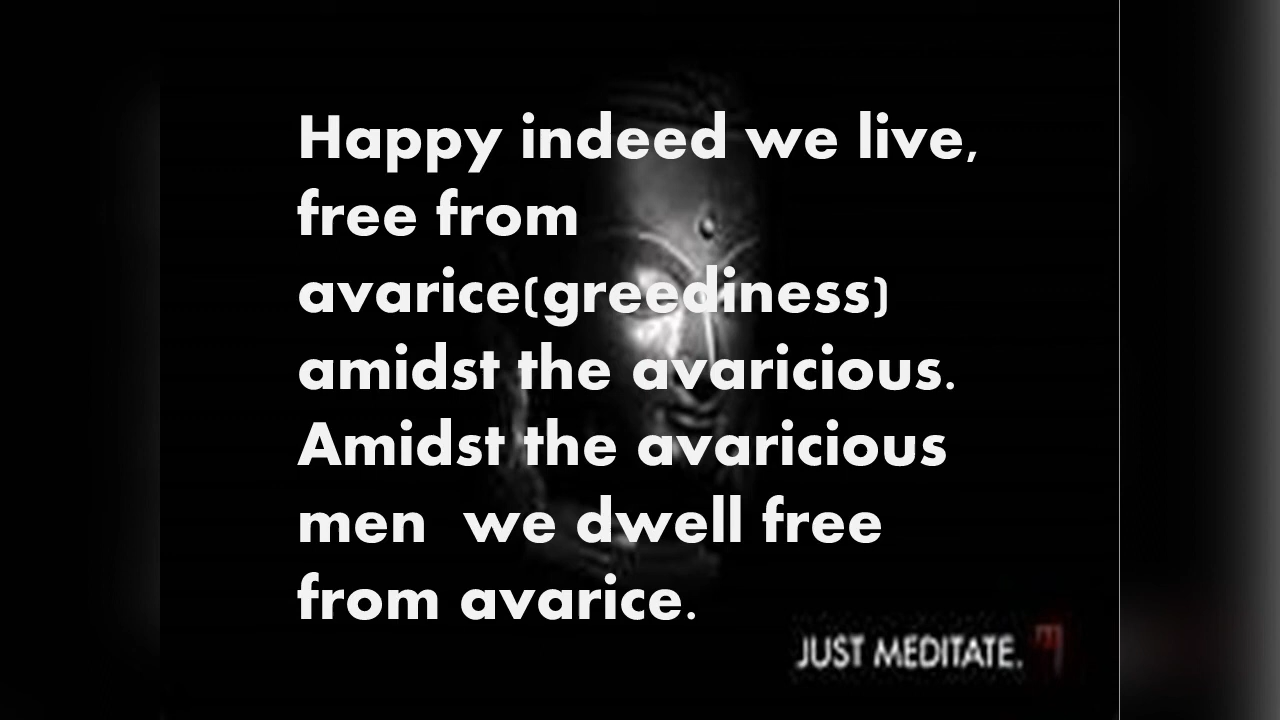 Happy indeed we live,
free from
avarice(greediness)
amidst the avaricious.
Amidst the avaricious
men  we dwell free
from avarice.
JUST MEDITATE.